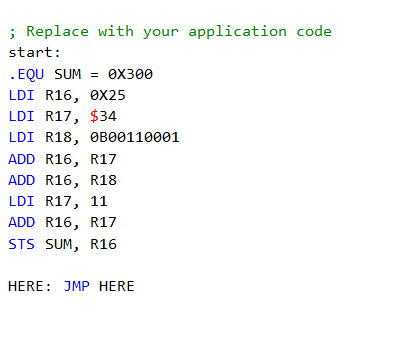 ; Replace with your application code
start:
.EQU SUM = 0X300
LDI R16, 0X25
LDI R17, $34
LDI R18, 0B00110001
ADD R16, R17
ADD R16, R18
LDI R17, 11
ADD R16, R17
STS SUM, R16
HERE: JMP HERE